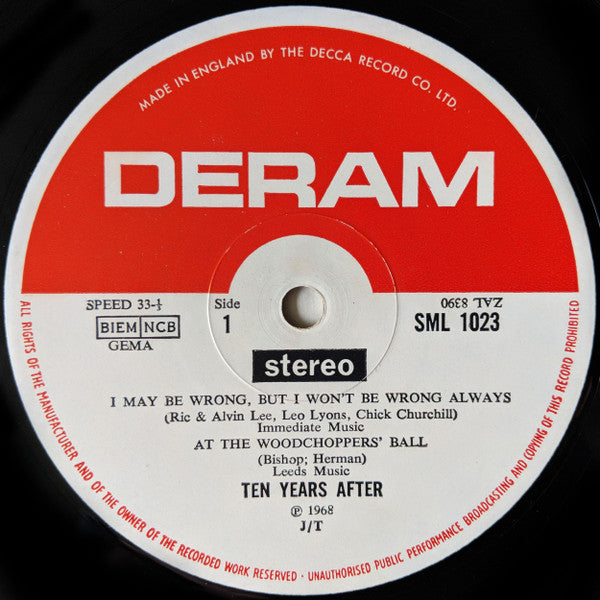 MADE IN ENGLAND BY THE DECCA RECORD CO. LTD.
DERAM
SPEED 33-⅓
BIEM NCB
GEMA
Side
1
ZAL 8390
SML 1023
stereo
I MAY BE WRONG, BUT I WON'T BE WRONG ALWAYS
(Ric & Alvin Lee, Leo Lyons, Chick Churchill)
Immediate Music
AT THE WOODCHOPPERS' BALL
(Bishop; Herman)
Leeds Music
TEN YEARS AFTER
℗ 1968
J/T
ALL RIGHTS OF THE MANUFACTURER AND OF THE OWNER OF THE RECORDED WORK RESERVED · UNAUTHORISED PUBLIC PERFORMANCE BROADCASTING AND COPYING OF THIS RECORD PROHIBITED